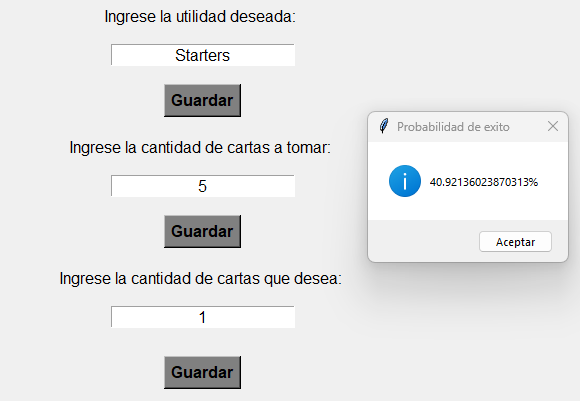 Ingrese la utilidad deseada:
Starters
Guardar
Ingrese la cantidad de cartas a tomar:
5
Guardar
Ingrese la cantidad de cartas que desea:
1
Guardar
Probabilidad de exito
40.92136023870313%
Aceptar